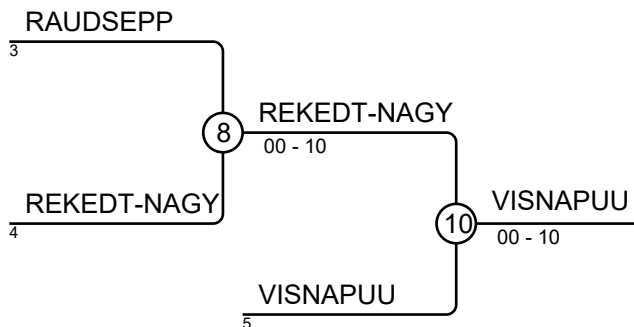 RAUDSEPP
3
8
REKEDT-NAGY
00 - 10
REKEDT-NAGY
4
10
VISNAPUU
00 - 10
VISNAPUU
5